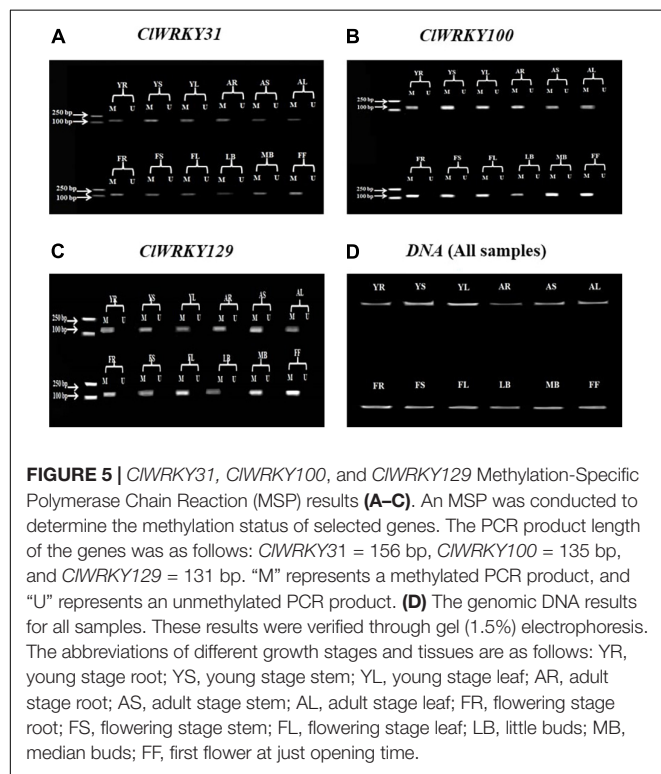 A
ClWRKY31
YR YS YL AR AS AL
M U M U M U M U M U M U
250 bp
100 bp
FR FS FL LB MB FF
M U M U M U M U M U M U
250 bp
100 bp
B
ClWRKY100
YR YS YL AR AS AL
M U M U M U M U M U M U
250 bp
100 bp
FR FS FL LB MB FF
M U M U M U M U M U M U
250 bp
100 bp
C
ClWRKY129
YR YS YL AR AS AL
M U M U M U M U M U M U
250 bp
100 bp
FR FS FL LB MB FF
M U M U M U M U M U M U
250 bp
100 bp
D
DNA (All samples)
YR YS YL AR AS AL
FR FS FL LB MB FF
FIGURE 5 | ClWRKY31, ClWRKY100, and ClWRKY129 Methylation-Specific
Polymerase Chain Reaction (MSP) results (A–C). An MSP was conducted to
determine the methylation status of selected genes. The PCR product length
of the genes was as follows: ClWRKY31 = 156 bp, ClWRKY100 = 135 bp,
and ClWRKY129 = 131 bp. “M” represents a methylated PCR product, and
“U” represents an unmethylated PCR product. (D) The genomic DNA results
for all samples. These results were verified through gel (1.5%) electrophoresis.
The abbreviations of different growth stages and tissues are as follows: YR,
young stage root; YS, young stage stem; YL, young stage leaf; AR, adult
stage root; AS, adult stage stem; AL, adult stage leaf; FR, flowering stage
root; FS, flowering stage stem; FL, flowering stage leaf; LB, little buds; MB,
median buds; FF, first flower at just opening time.